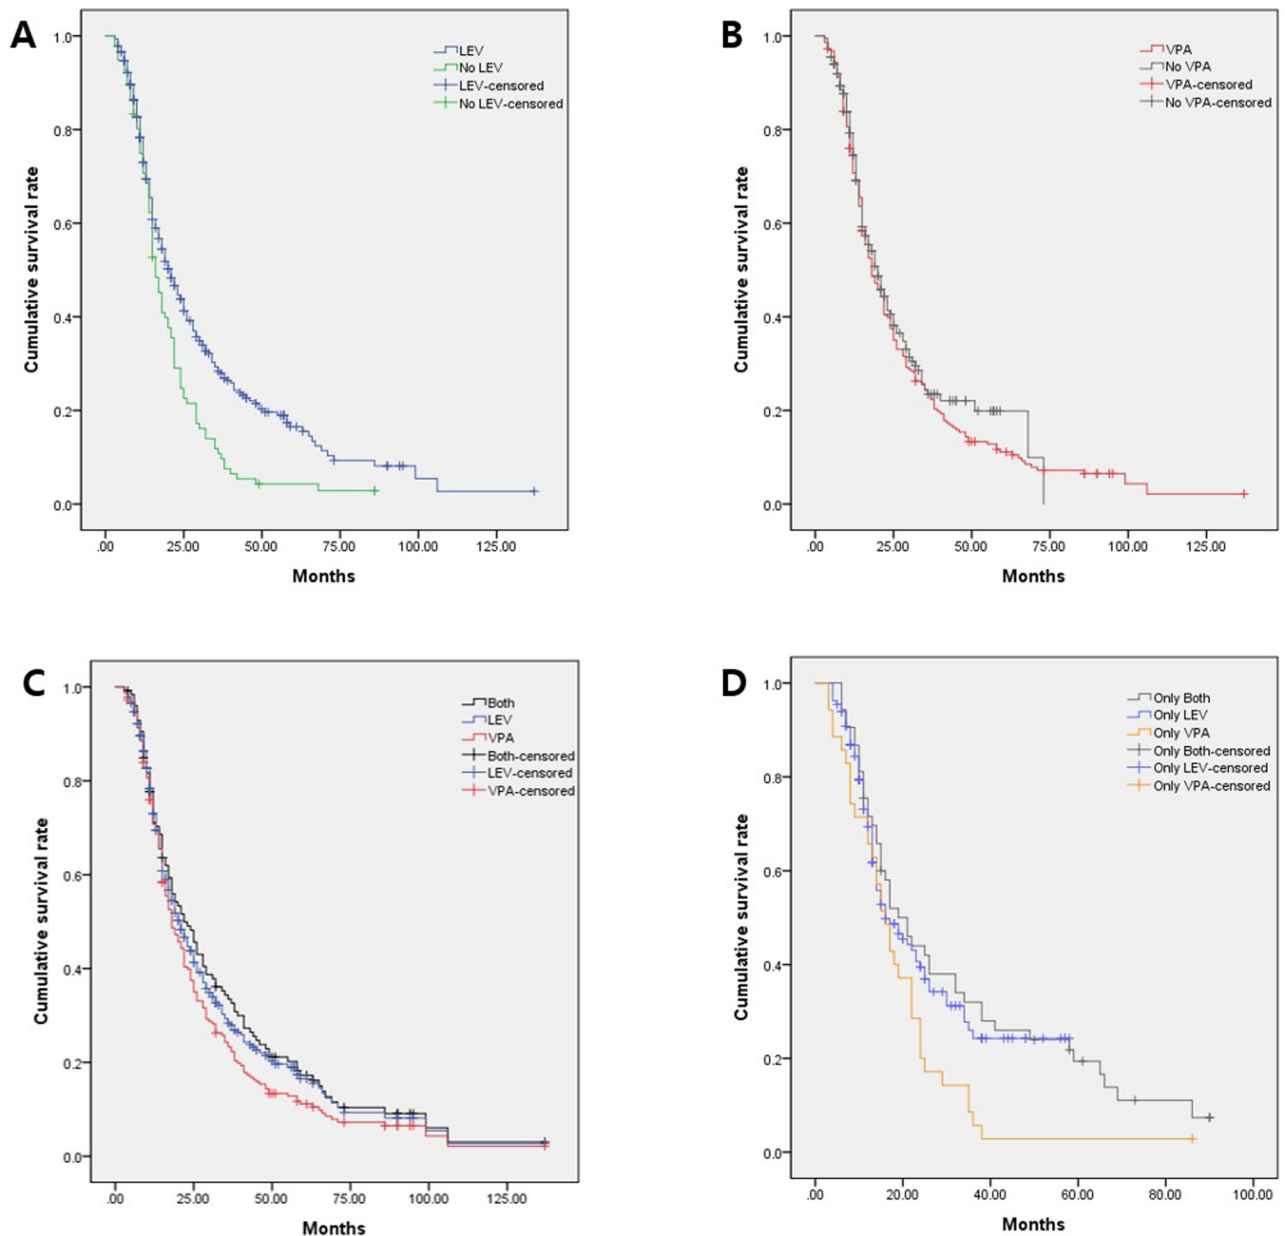 A
Cumulative survival rate
1.0
0.8
0.6
0.4
0.2
0.0
LEV
No LEV
LEV-censored
No LEV-censored
.00 25.00 50.00 75.00 100.00 125.00
Months
B
Cumulative survival rate
1.0
0.8
0.6
0.4
0.2
0.0
VPA
No VPA
VPA-censored
No VPA-censored
.00 25.00 50.00 75.00 100.00 125.00
Months
C
Cumulative survival rate
1.0
0.8
0.6
0.4
0.2
0.0
Both
LEV
VPA
Both-censored
LEV-censored
VPA-censored
.00 25.00 50.00 75.00 100.00 125.00
Months
D
Cumulative survival rate
1.0
0.8
0.6
0.4
0.2
0.0
Only Both
Only LEV
Only VPA
Only Both-censored
Only LEV-censored
Only VPA-censored
.00 20.00 40.00 60.00 80.00 100.00
Months